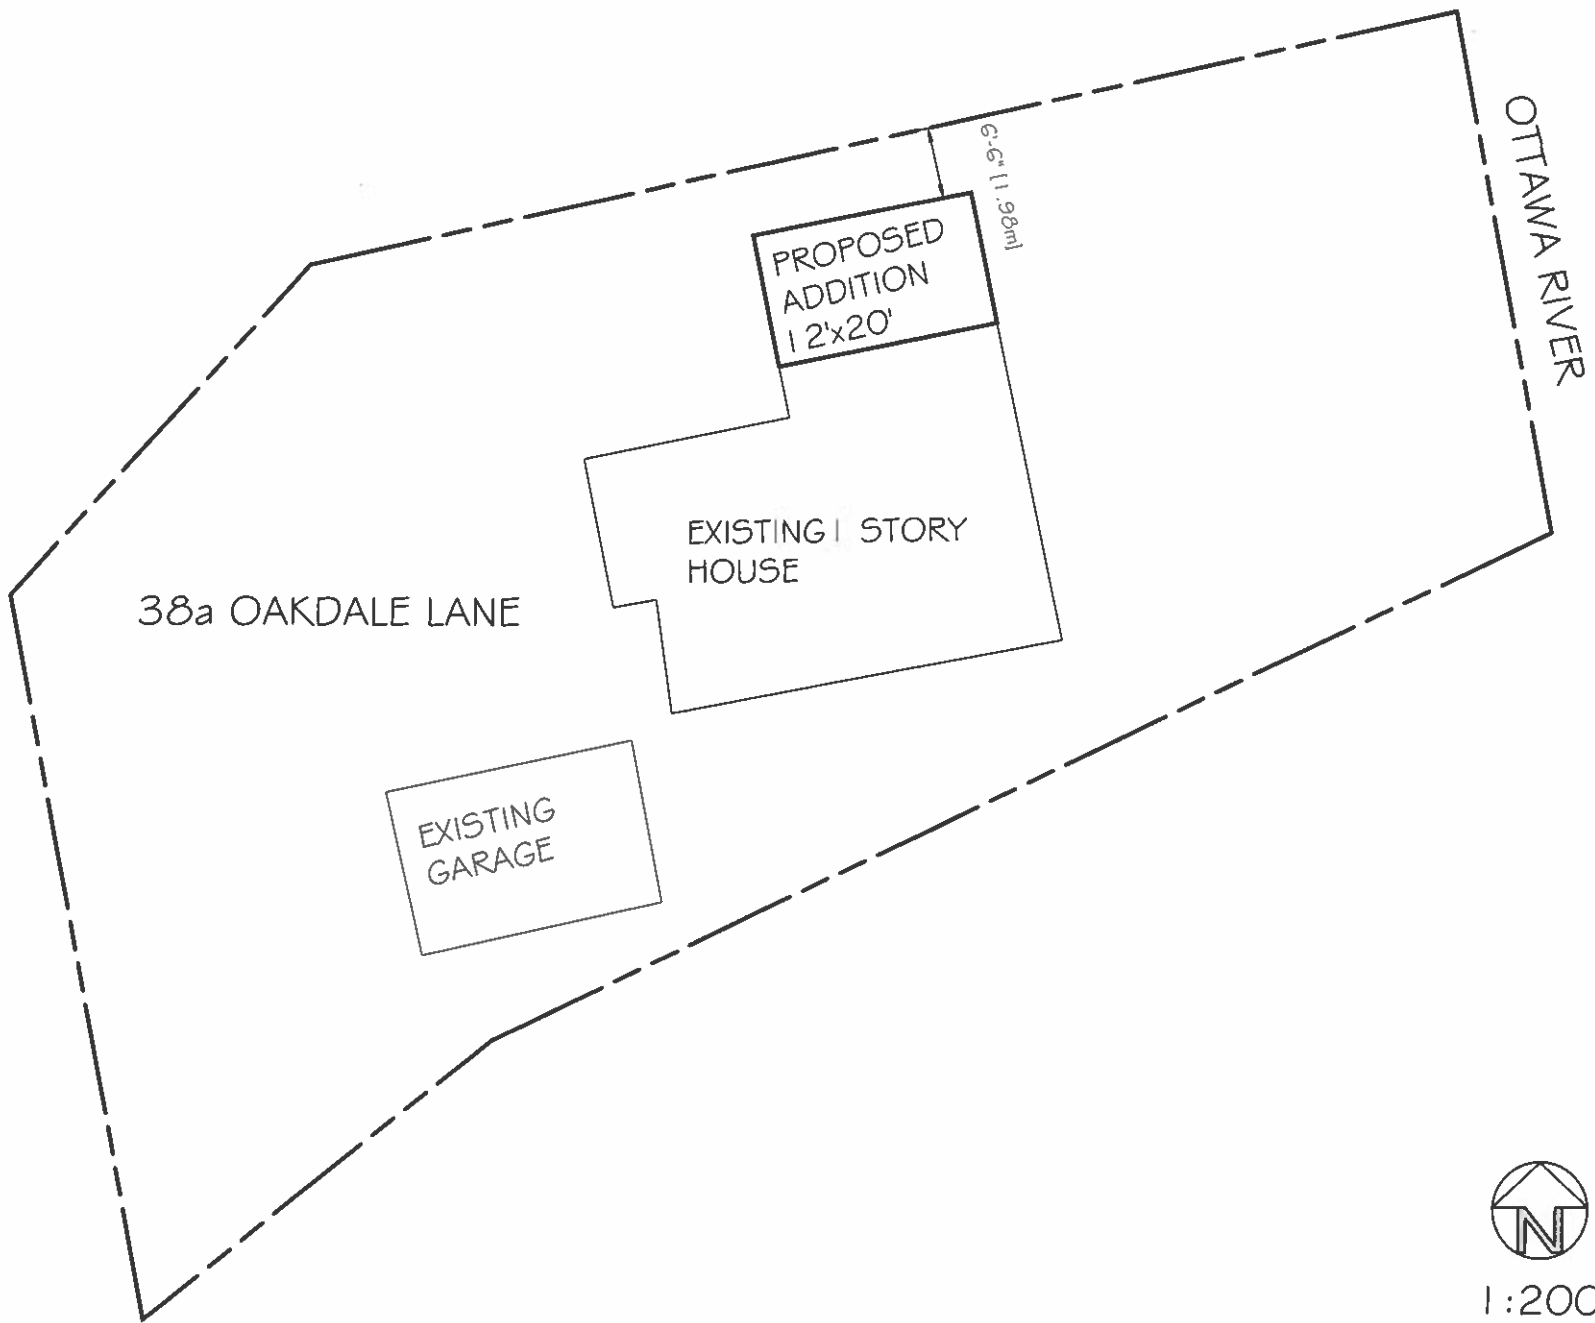 6'-6" [1.98m]
OTTAWA RIVER
PROPOSED
ADDITION
12'x20'
EXISTING 1 STORY
HOUSE
38a OAKDALE LANE
EXISTING
GARAGE
N
1:200